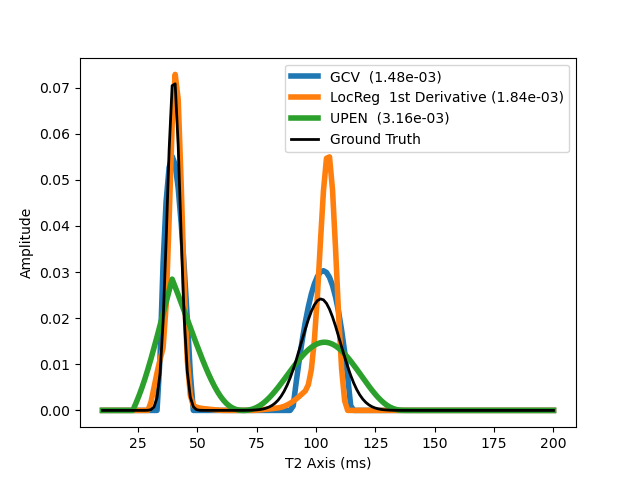 GCV  (1.48e-03)
LocReg  1st Derivative (1.84e-03)
UPEN  (3.16e-03)
Ground Truth
0.07
0.06
0.05
0.04
0.03
0.02
0.01
0.00
Amplitude
25 50 75 100 125 150 175 200
T2 Axis (ms)